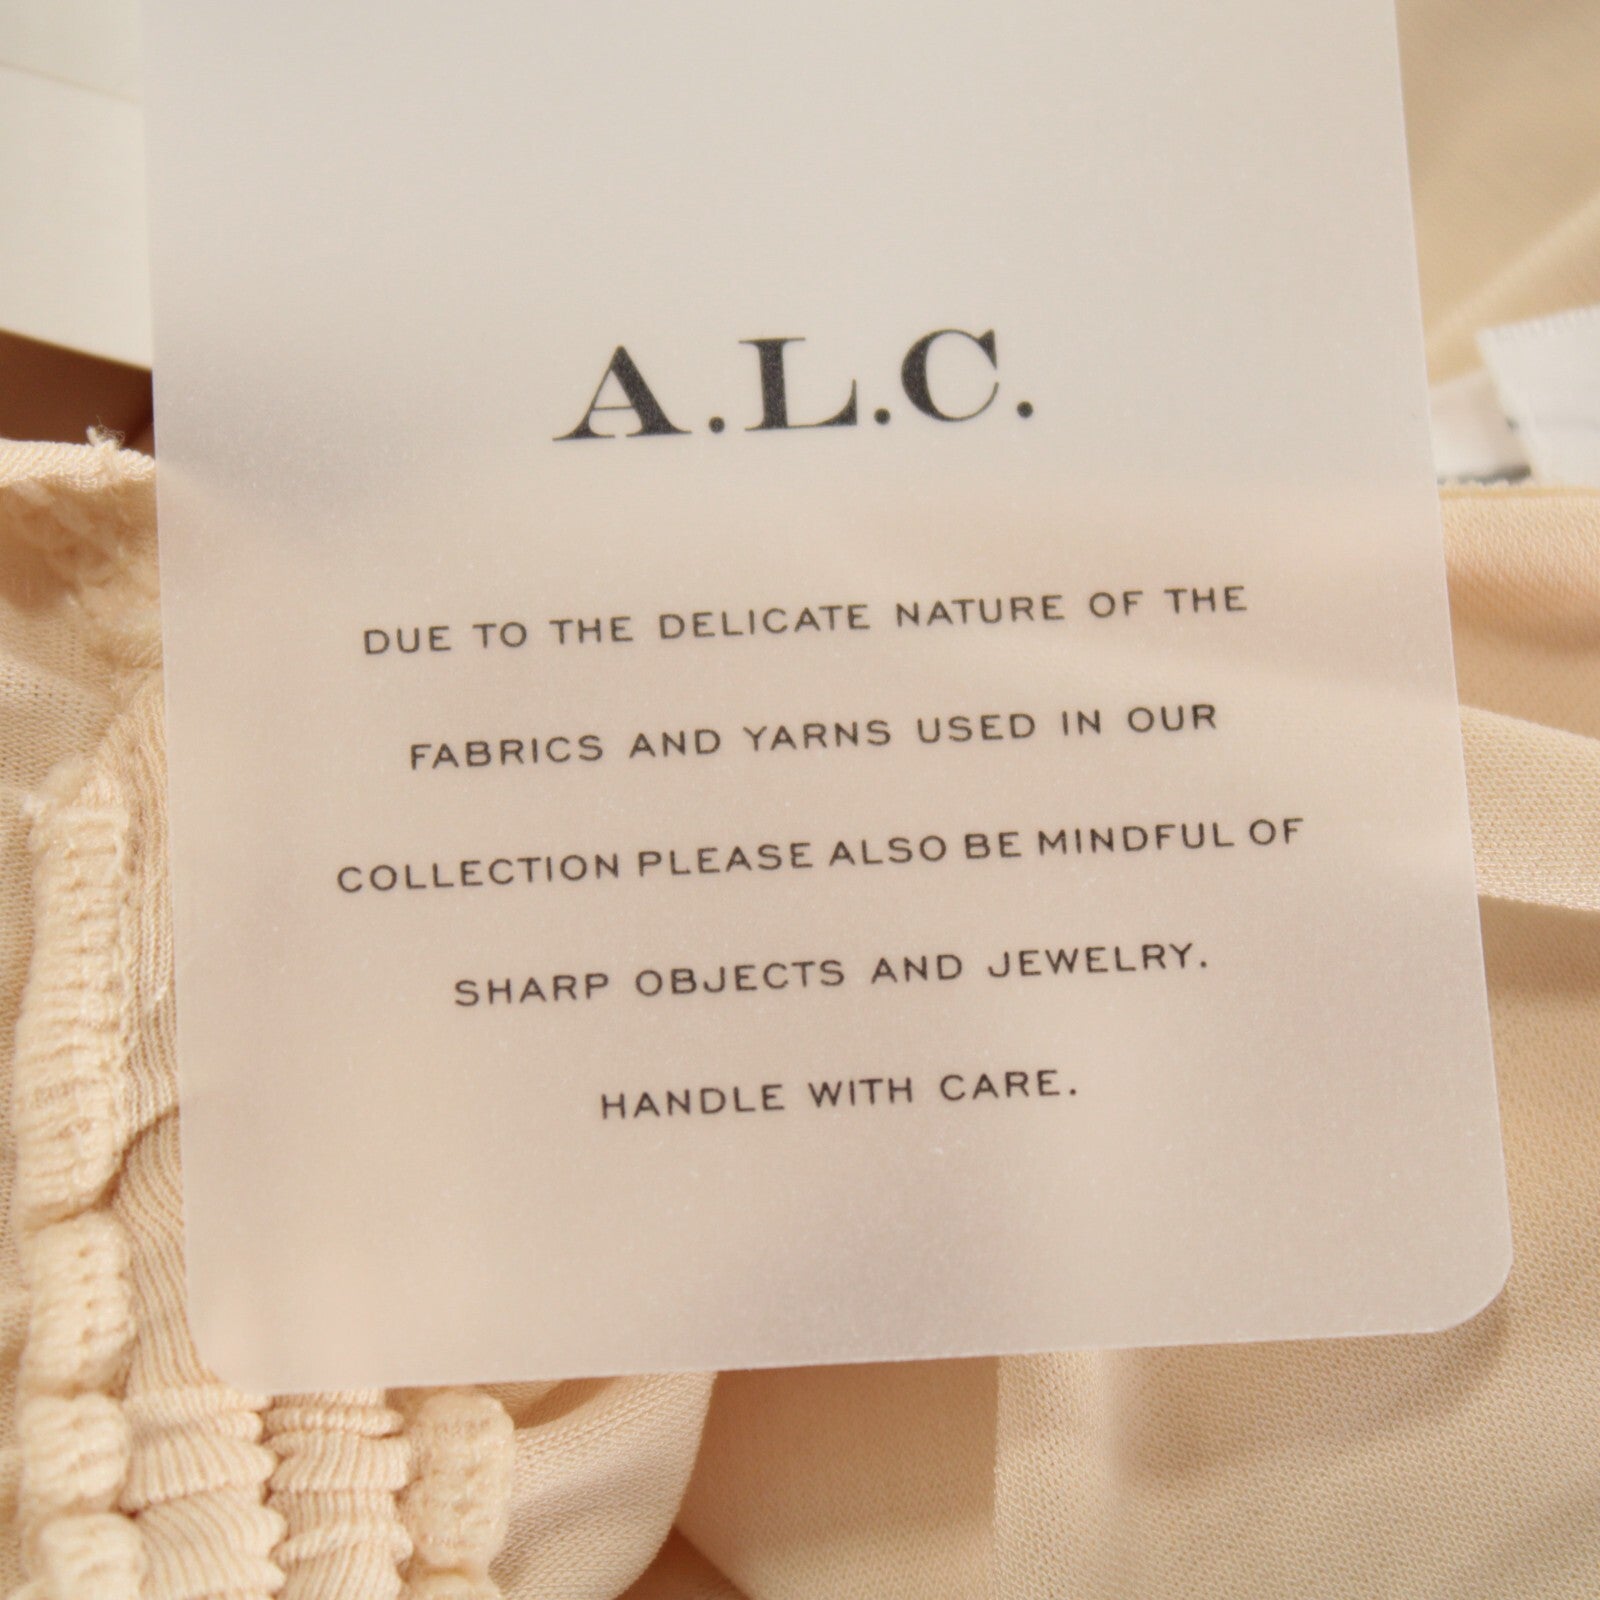 A.L.C.
DUE TO THE DELICATE NATURE OF THE
FABRICS AND YARNS USED IN OUR
COLLECTION PLEASE ALSO BE MINDFUL OF
SHARP OBJECTS AND JEWELRY.
HANDLE WITH CARE.